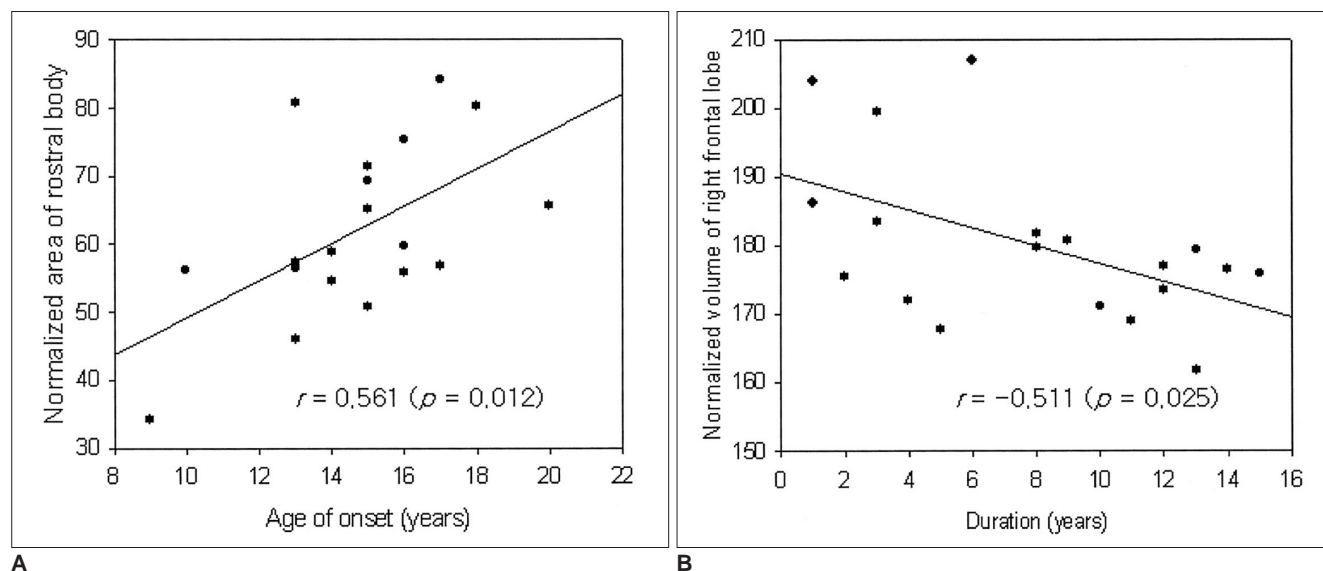 90
80
70
60
50
40
30
8 10 12 14 16 18 20 22
Normalized area of rostral body
Age of onset (years)
r = 0,561 (p = 0,012)
A
210
200
190
180
170
160
150
0 2 4 6 8 10 12 14 16
Normalized volume of right frontal lobe
Duration (years)
r = −0,511 (p = 0,025)
B